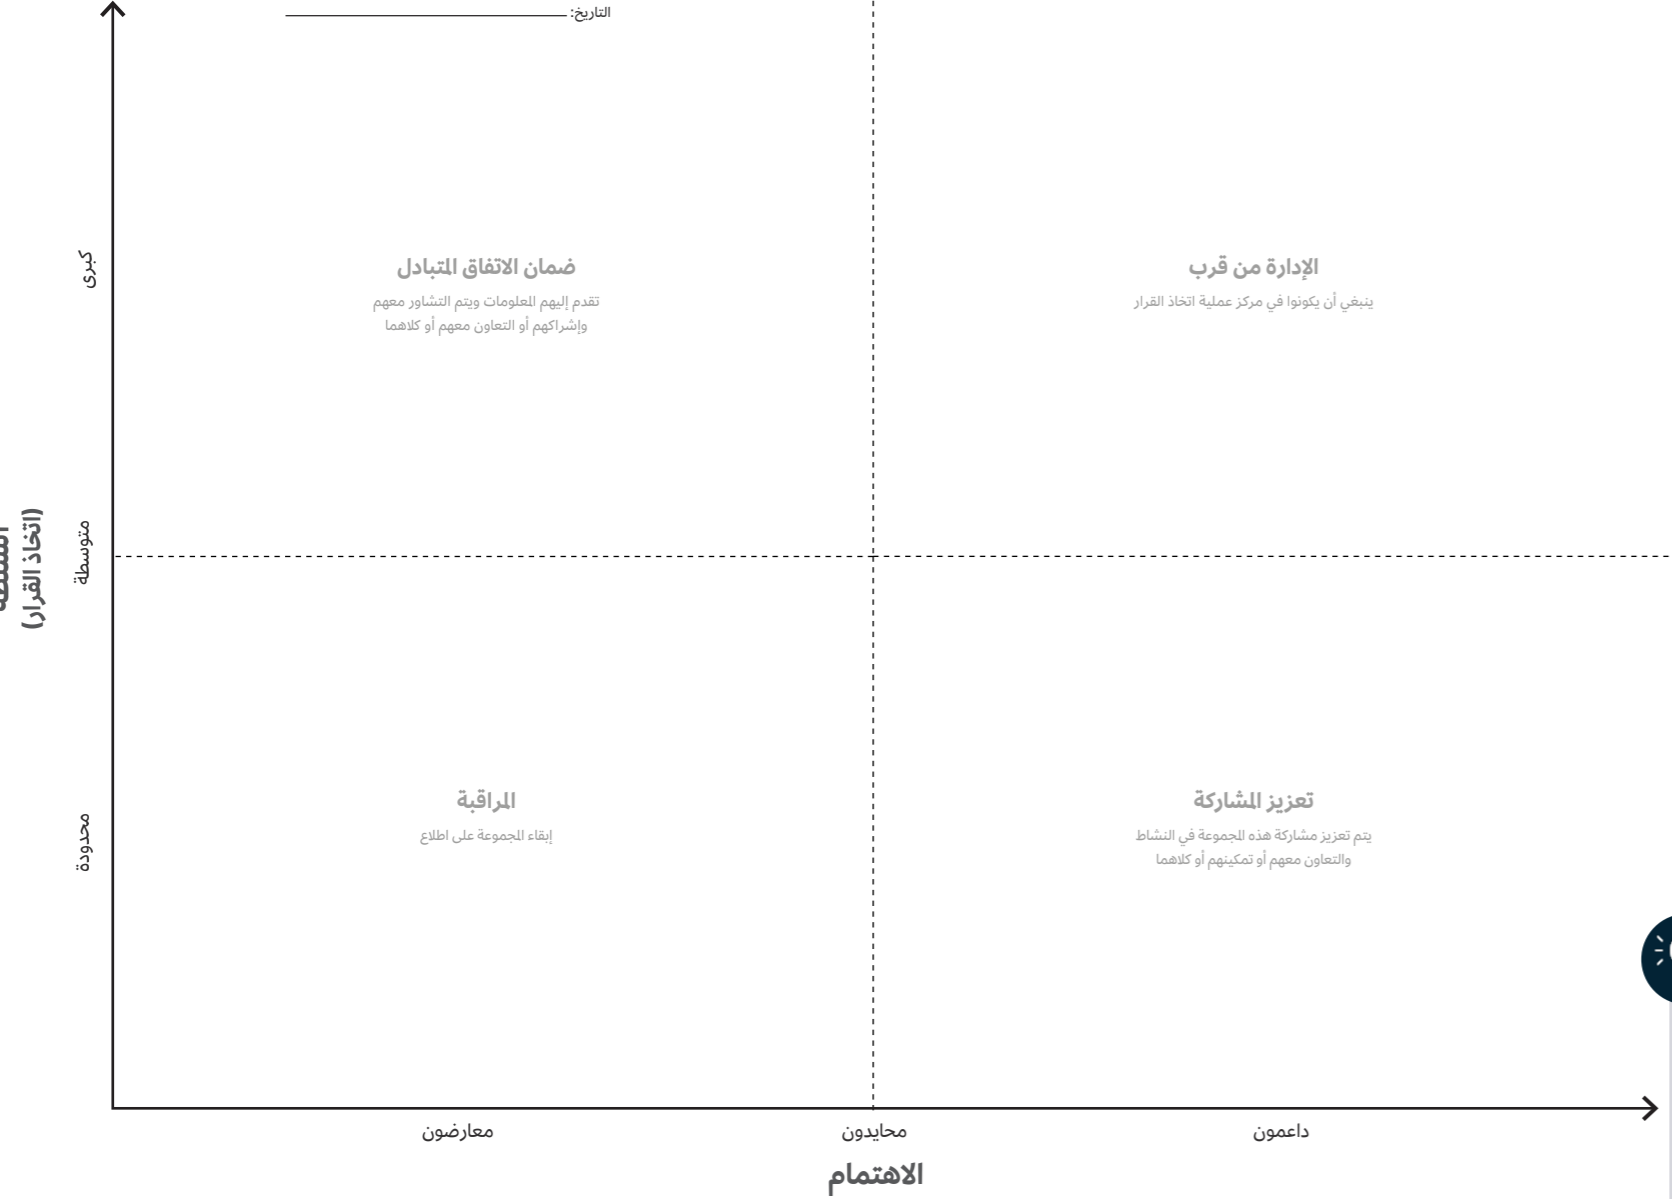 التاريخ:
كبرى
الإدارة من قرب
ينبغي أن يكونوا في مركز عملية اتخاذ القرار
ضمان الاتفاق المتبادل
تقدم إليهم المعلومات ويتم التشاور معهم
وإشراكهم أو التعاون معهم أو كلاهما
متوسطة
(اتخاذ القرار)
تعزيز المشاركة
يتم تعزيز مشاركة هذه المجموعة في النشاط
والتعاون معهم أو تمكينهم أو كلاهما
المراقبة
إبقاء المجموعة على اطلاع
محدودة
داعمون
محايدون
معارضون
الاهتمام